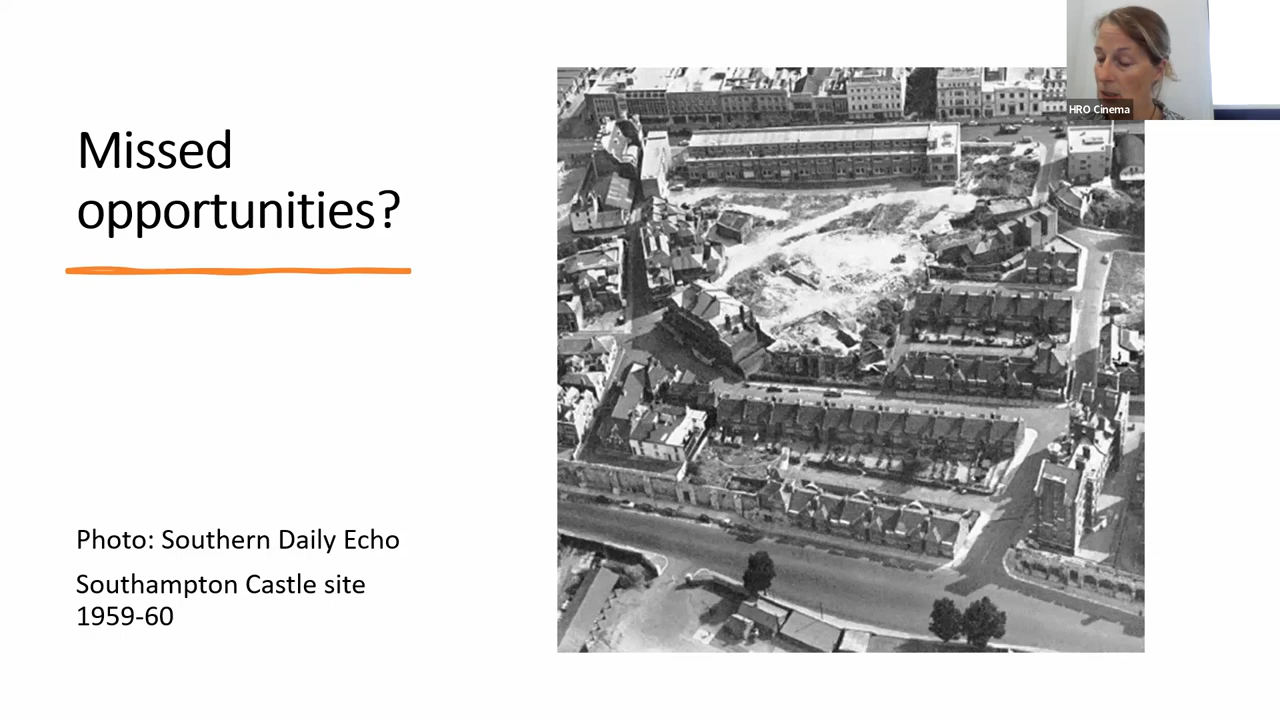 HRO Cinema
Missed
opportunities?
Photo: Southern Daily Echo
Southampton Castle site
1959-60